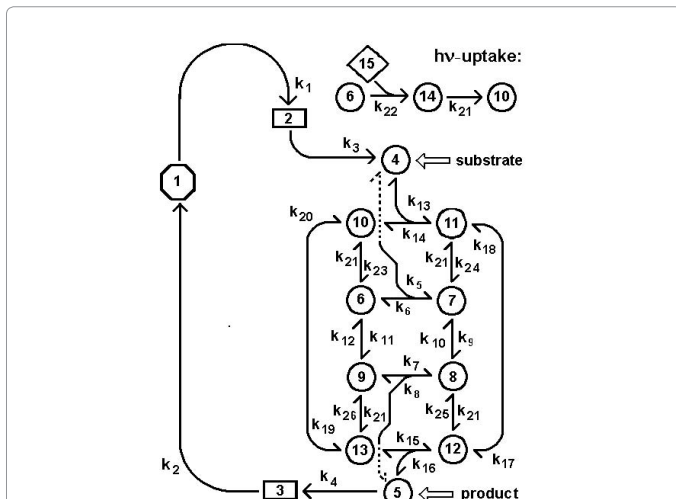 hν-uptake:
15
6 k22 14 k21 10
k1
2
k3
4 substrate
1
k13
k20 10 k14 11 k18
k21 k23 k5 k21 k24
6 k6 7
k12 k11 k10 k9
9 k7 8
k8
k26 k21 k25 k21
k19 13 k15 12 k17
k16
k2 3 k4 5 product